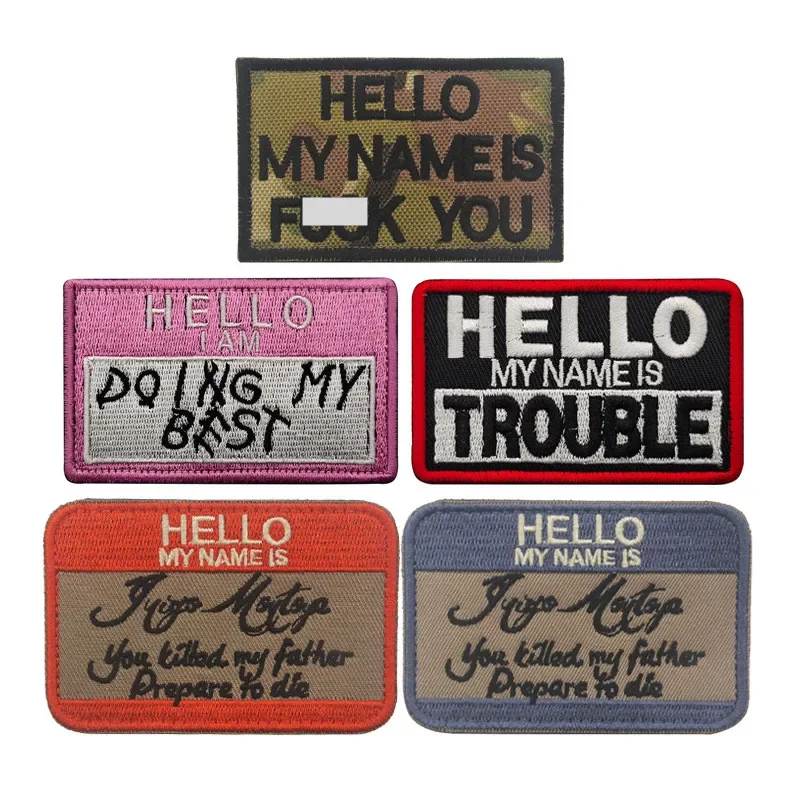 HELLO
MY NAME IS
FUCK YOU
HELLO
I AM
DOING MY
BEST
HELLO
MY NAME IS
TROUBLE
HELLO
MY NAME IS
Inigo Montoya
You killed my father
Prepare to die
HELLO
MY NAME IS
Inigo Montoya
You killed my father
Prepare to die